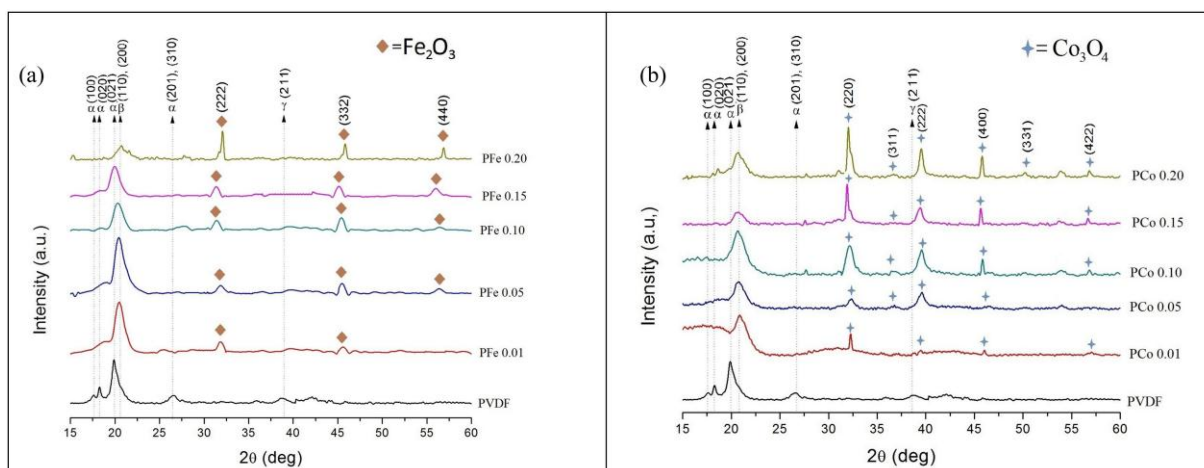 (a)
◆=Fe₂O₃
α (100)
α (020)
α (021)
β (110), (200)
α (201), (310)
(222)
γ (211)
(332)
(440)
PFe 0.20
PFe 0.15
PFe 0.10
PFe 0.05
PFe 0.01
PVDF
Intensity (a.u.)
15 20 25 30 35 40 45 50 55 60
2θ (deg)
(b)
✦= Co₃O₄
α (100)
α (020)
α (021)
β (110), (200)
α (201), (310)
(220)
(311)
γ (211)
(222)
(400)
(331)
(422)
PCo 0.20
PCo 0.15
PCo 0.10
PCo 0.05
PCo 0.01
PVDF
Intensity (a.u,)
15 20 25 30 35 40 45 50 55 60
2θ (deg)